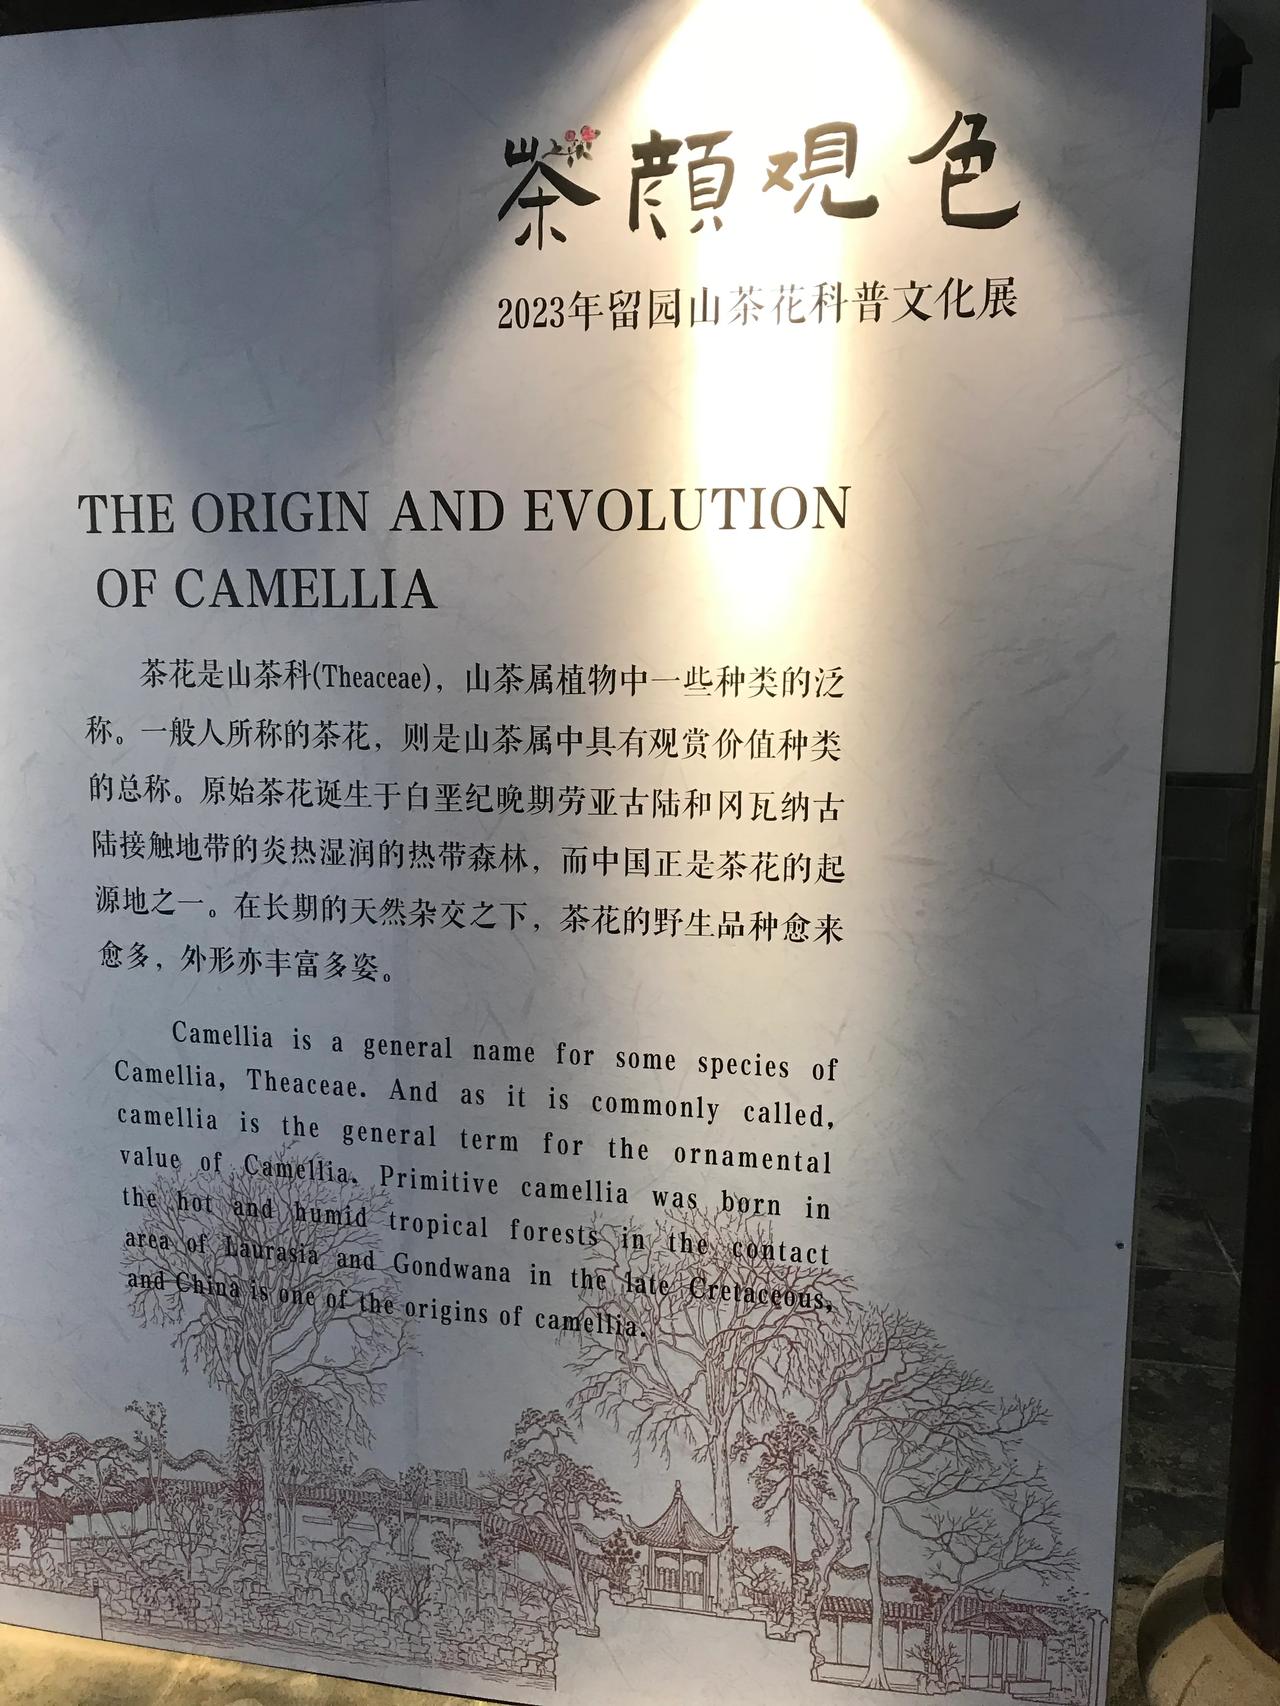 茶顔观色
2023年留园山茶花科普文化展
THE ORIGIN AND EVOLUTION
OF CAMELLIA
茶花是山茶科(Theaceae)，山茶属植物中一些种类的泛
称。一般人所称的茶花，则是山茶属中具有观赏价值种类
的总称。原始茶花诞生于白垩纪晚期劳亚古陆和冈瓦纳古
陆接触地带的炎热湿润的热带森林，而中国正是茶花的起
源地之一。在长期的天然杂交之下，茶花的野生品种愈来
愈多，外形亦丰富多姿。
Camellia is a general name for some species of
Camellia, Theaceae. And as it is commonly called,
camellia is the general term for the ornamental
value of Camellia. Primitive camellia was born in
the hot and humid tropical forests in the contact
area of Laurasia and Gondwana in the late Cretaceous,
and China is one of the origins of camellia.